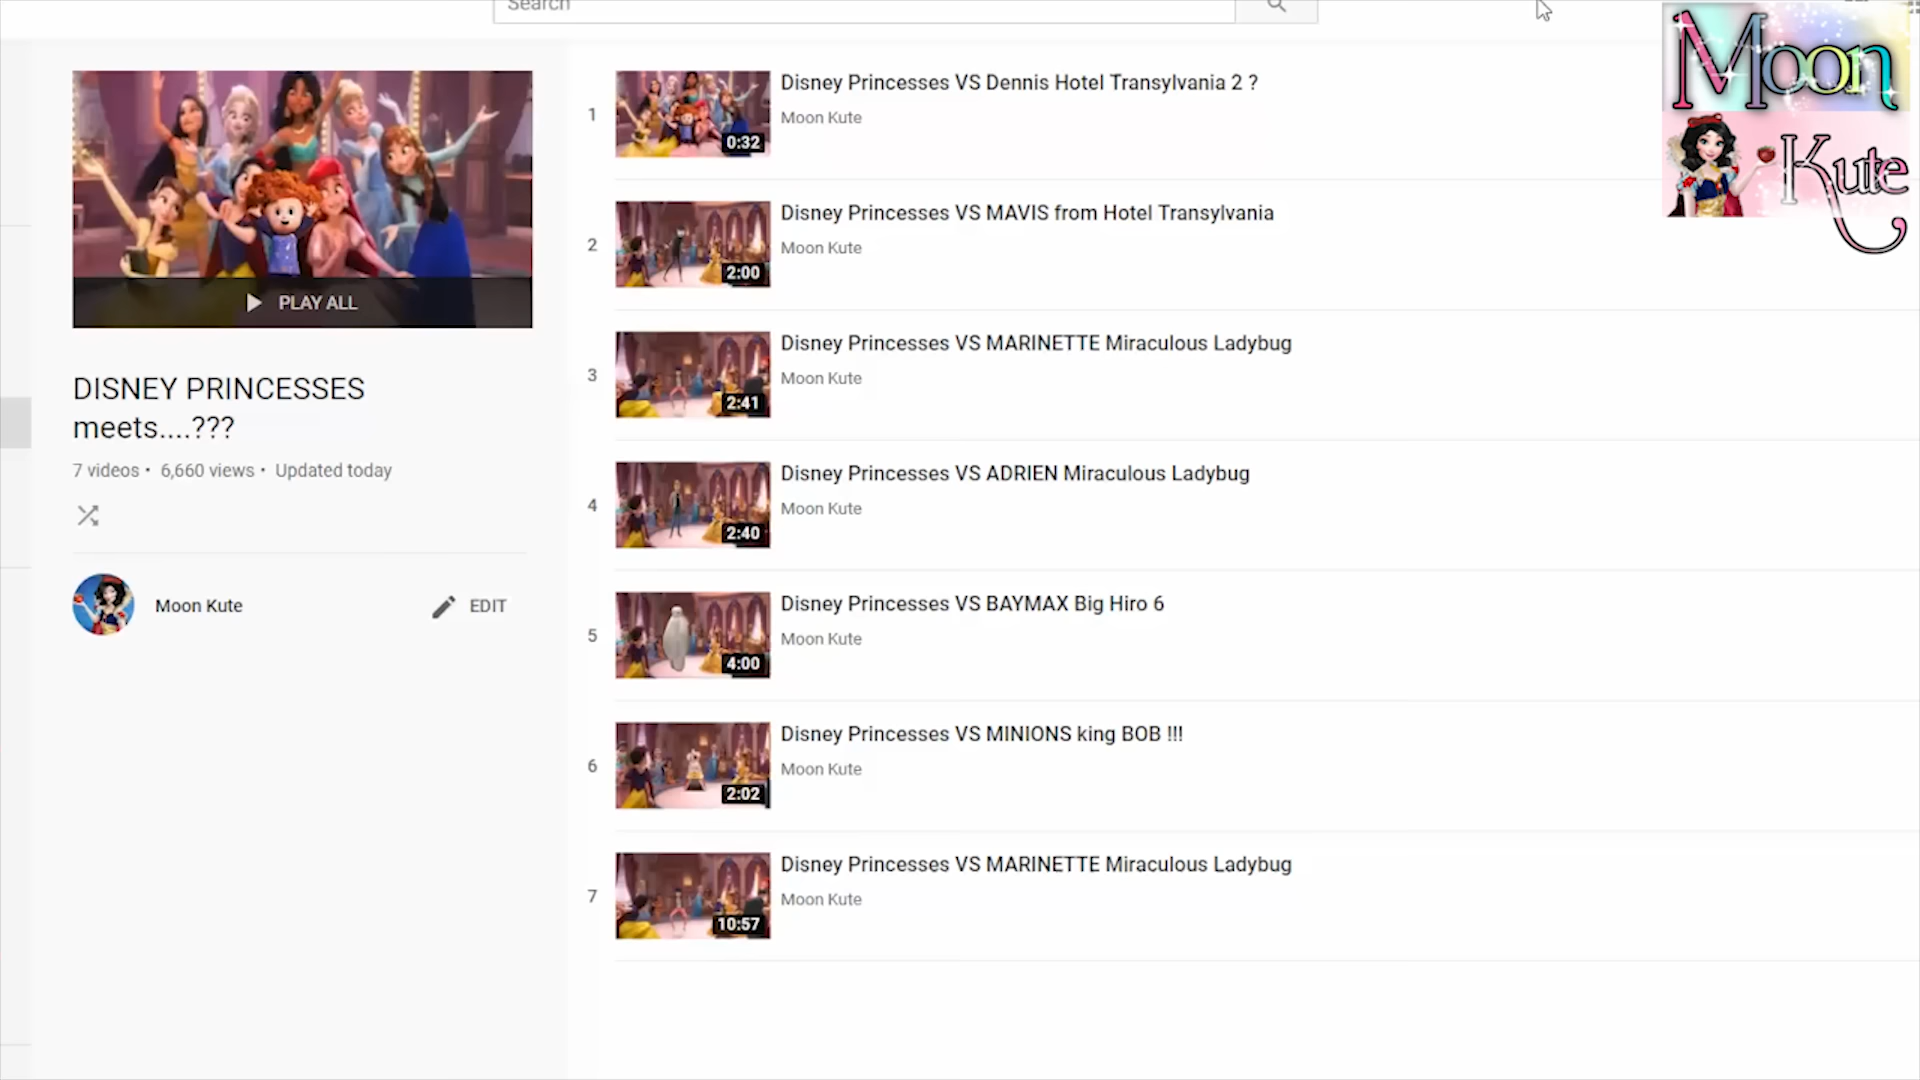 Search
Moon
Kute
PLAY ALL
DISNEY PRINCESSES
meets....???
7 videos • 6,660 views • Updated today
Moon Kute
EDIT
1
Disney Princesses VS Dennis Hotel Transylvania 2 ?
Moon Kute
0:32
2
Disney Princesses VS MAVIS from Hotel Transylvania
Moon Kute
2:00
3
Disney Princesses VS MARINETTE Miraculous Ladybug
Moon Kute
2:41
4
Disney Princesses VS ADRIEN Miraculous Ladybug
Moon Kute
2:40
5
Disney Princesses VS BAYMAX Big Hiro 6
Moon Kute
4:00
6
Disney Princesses VS MINIONS king BOB !!!
Moon Kute
2:02
7
Disney Princesses VS MARINETTE Miraculous Ladybug
Moon Kute
10:57